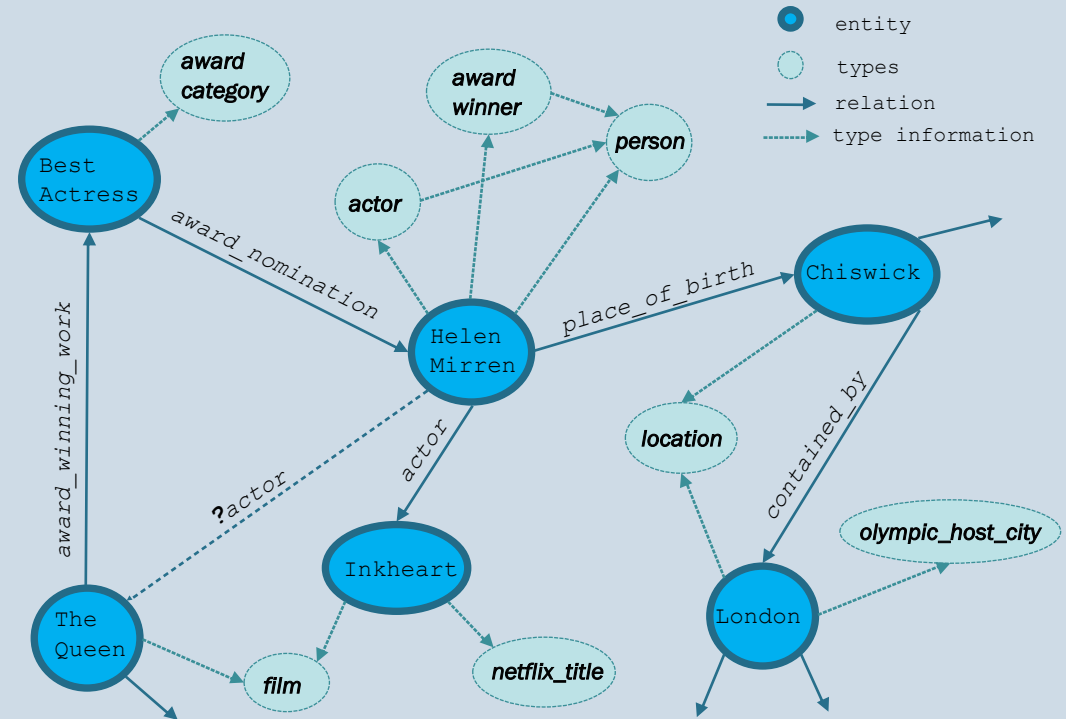 entity
types
relation
type information
award
category
award
winner
person
actor
Best
Actress
award_nomination
place_of_birth
Chiswick
Helen
Mirren
award_winning_work
actor
location
contained_by
?actor
olympic_host_city
Inkheart
The
Queen
London
film
netflix_title